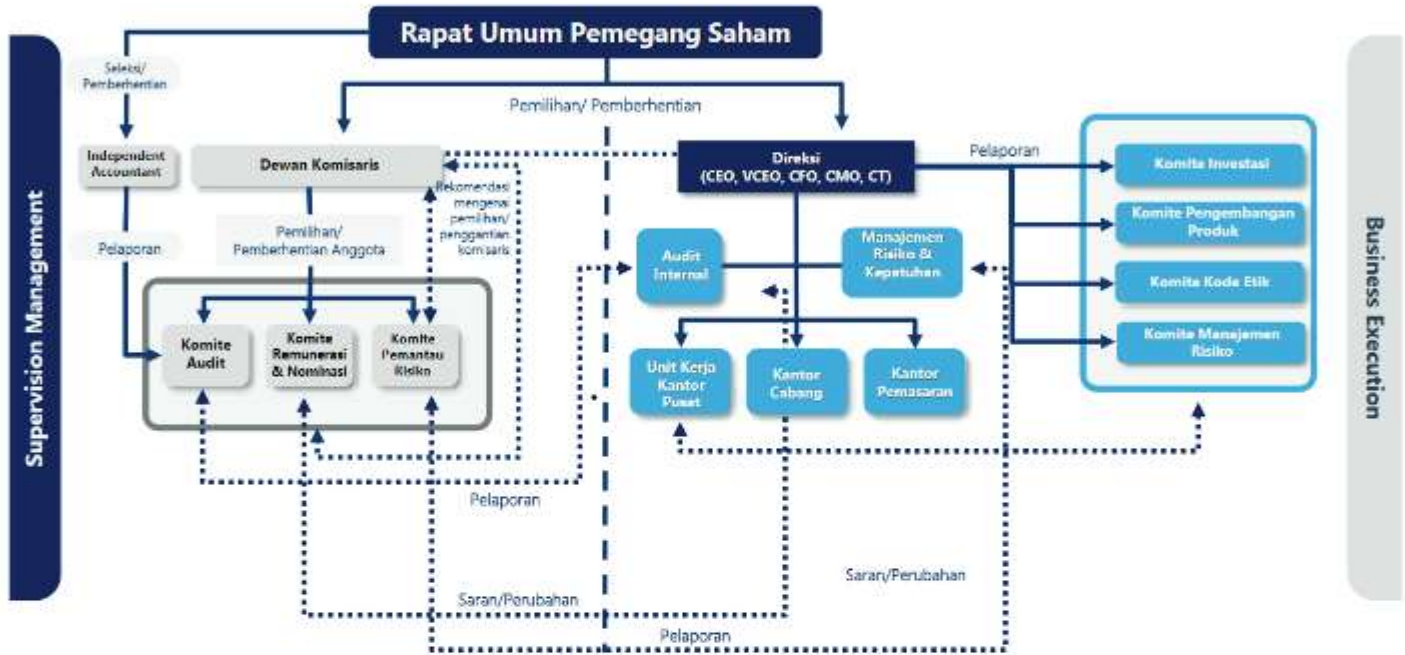 Rapat Umum Pemegang Saham
Seleksi/
Pemberhentian
Pemilihan/ Pemberhentian
Independent
Accountant
Dewan Komisaris
Direksi
(CEO, VCEO, CFO, CMO, CT)
Pelaporan
Komite Investasi
Rekomendasi
mengenai
pemilihan/
penggantian
komisaris
Pelaporan
Pemilihan/
Pemberhentian Anggota
Audit
Internal
Manajemen
Risiko &
Kepatuhan
Komite Pengembangan
Produk
Komite Kode Etik
Komite Manajemen
Risiko
Komite
Audit
Komite
Remunerasi
& Nominasi
Komite
Pemantau
Risiko
Unit Kerja
Kantor
Pusat
Kantor
Cabang
Kantor
Pemasaran
Supervision Management
Business Execution
Pelaporan
Saran/Perubahan
Saran/Perubahan
Pelaporan